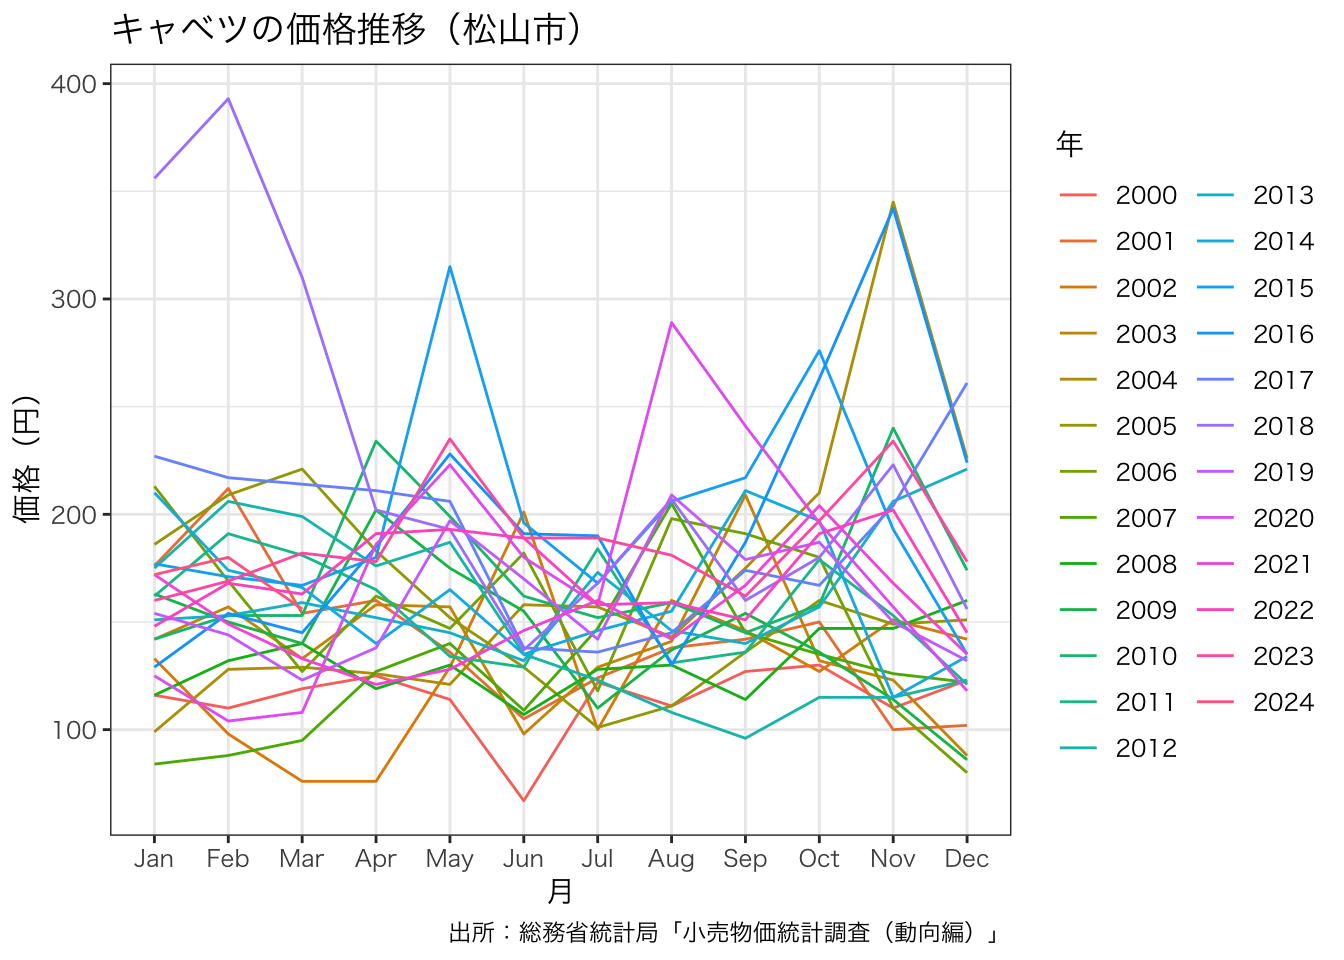 キャベツの価格推移（松山市）
価格（円）
400
300
200
100
Jan Feb Mar Apr May Jun Jul Aug Sep Oct Nov Dec
月
年
2000 2013
2001 2014
2002 2015
2003 2016
2004 2017
2005 2018
2006 2019
2007 2020
2008 2021
2009 2022
2010 2023
2011 2024
2012
出所：総務省統計局「小売物価統計調査（動向編）」